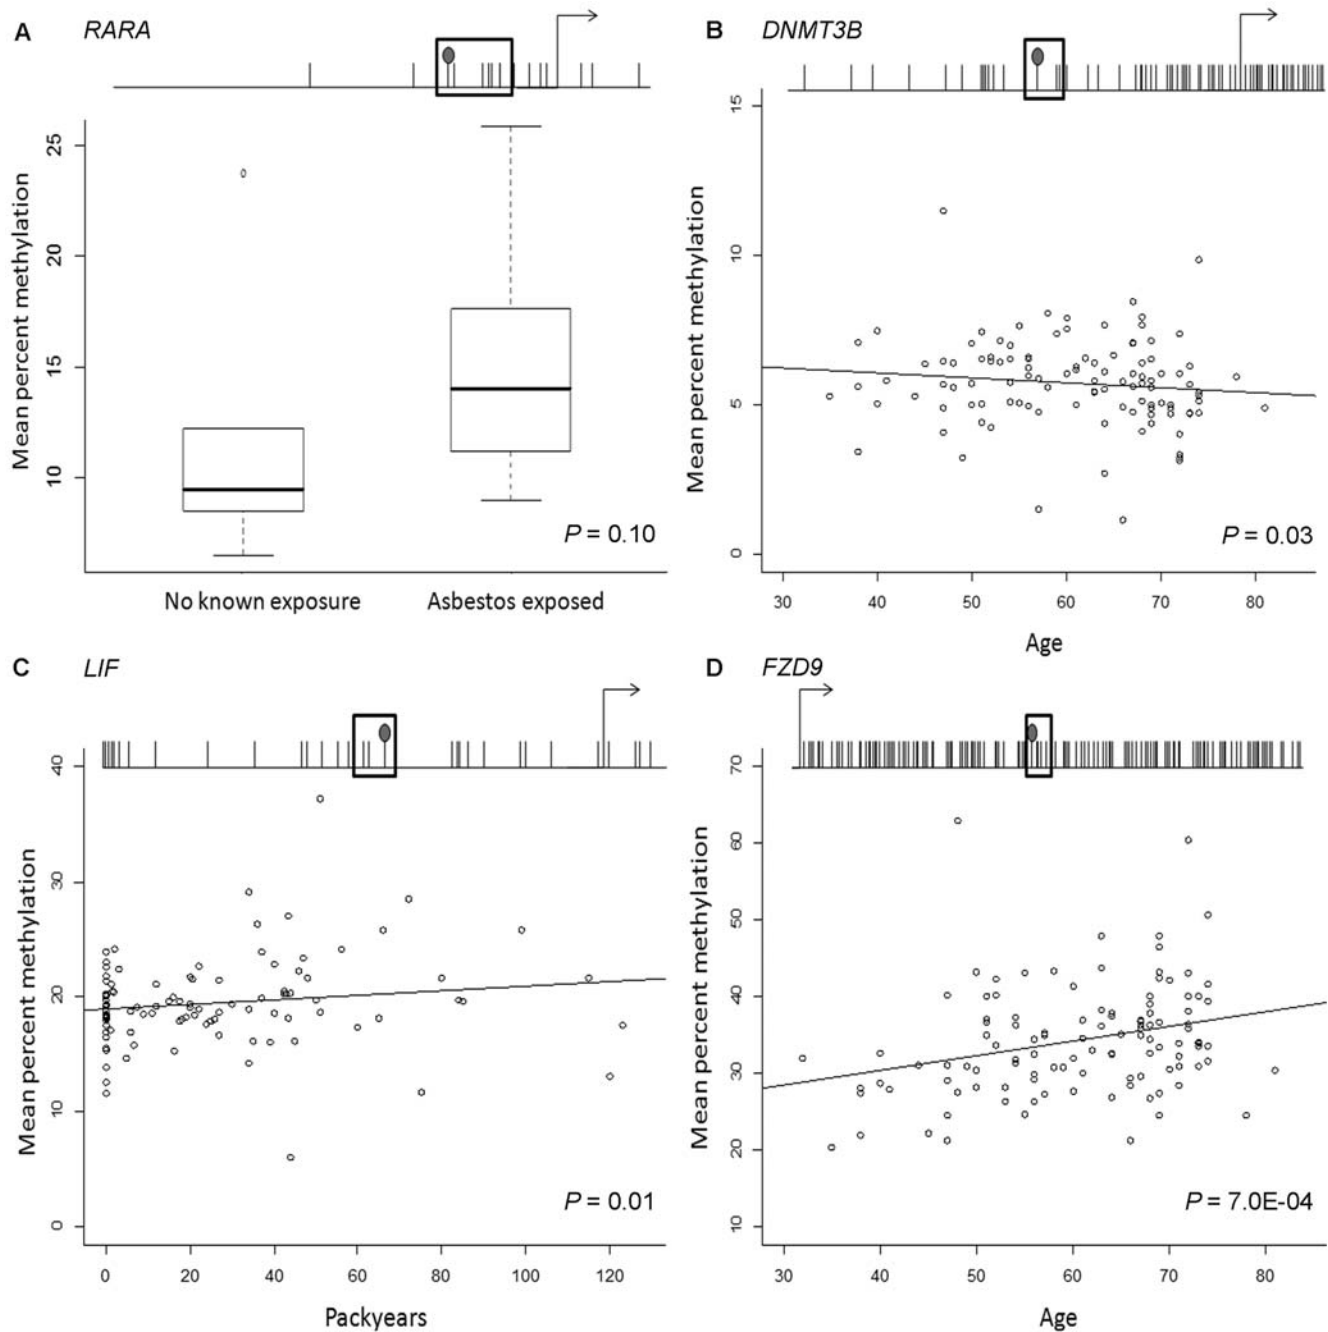 A RARA
Mean percent methylation
25
20
15
10
P = 0.10
No known exposure Asbestos exposed
B DNMT3B
Mean percent methylation
15
10
5
0
P = 0.03
30 40 50 60 70 80
Age
C LIF
Mean percent methylation
40
30
20
10
0
P = 0.01
0 20 40 60 80 100 120
Packyears
D FZD9
Mean percent methylation
70
60
50
40
30
20
10
P = 7.0E-04
30 40 50 60 70 80
Age